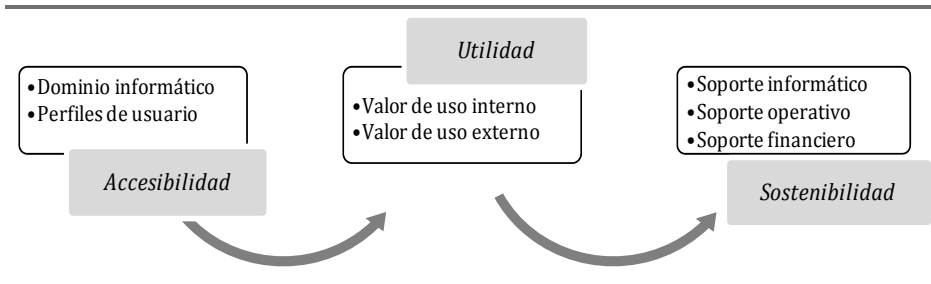 •Dominio informático
•Perfiles de usuario
Accesibilidad
Utilidad
•Valor de uso interno
•Valor de uso externo
•Soporte informático
•Soporte operativo
•Soporte financiero
Sostenibilidad